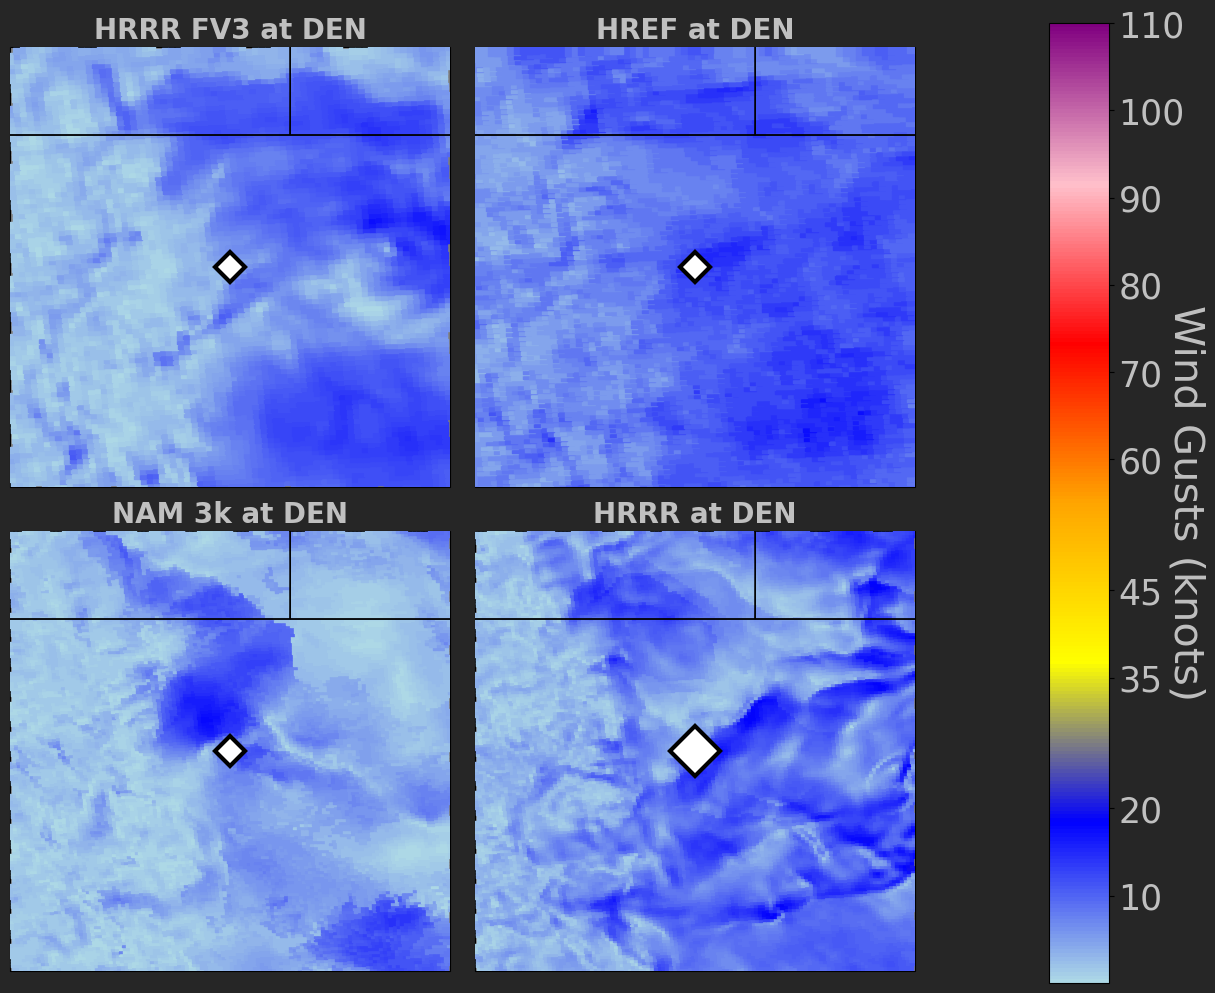 HRRR FV3 at DEN
HREF at DEN
NAM 3k at DEN
HRRR at DEN
110
100
90
80
70
60
45
35
20
10
Wind Gusts (knots)